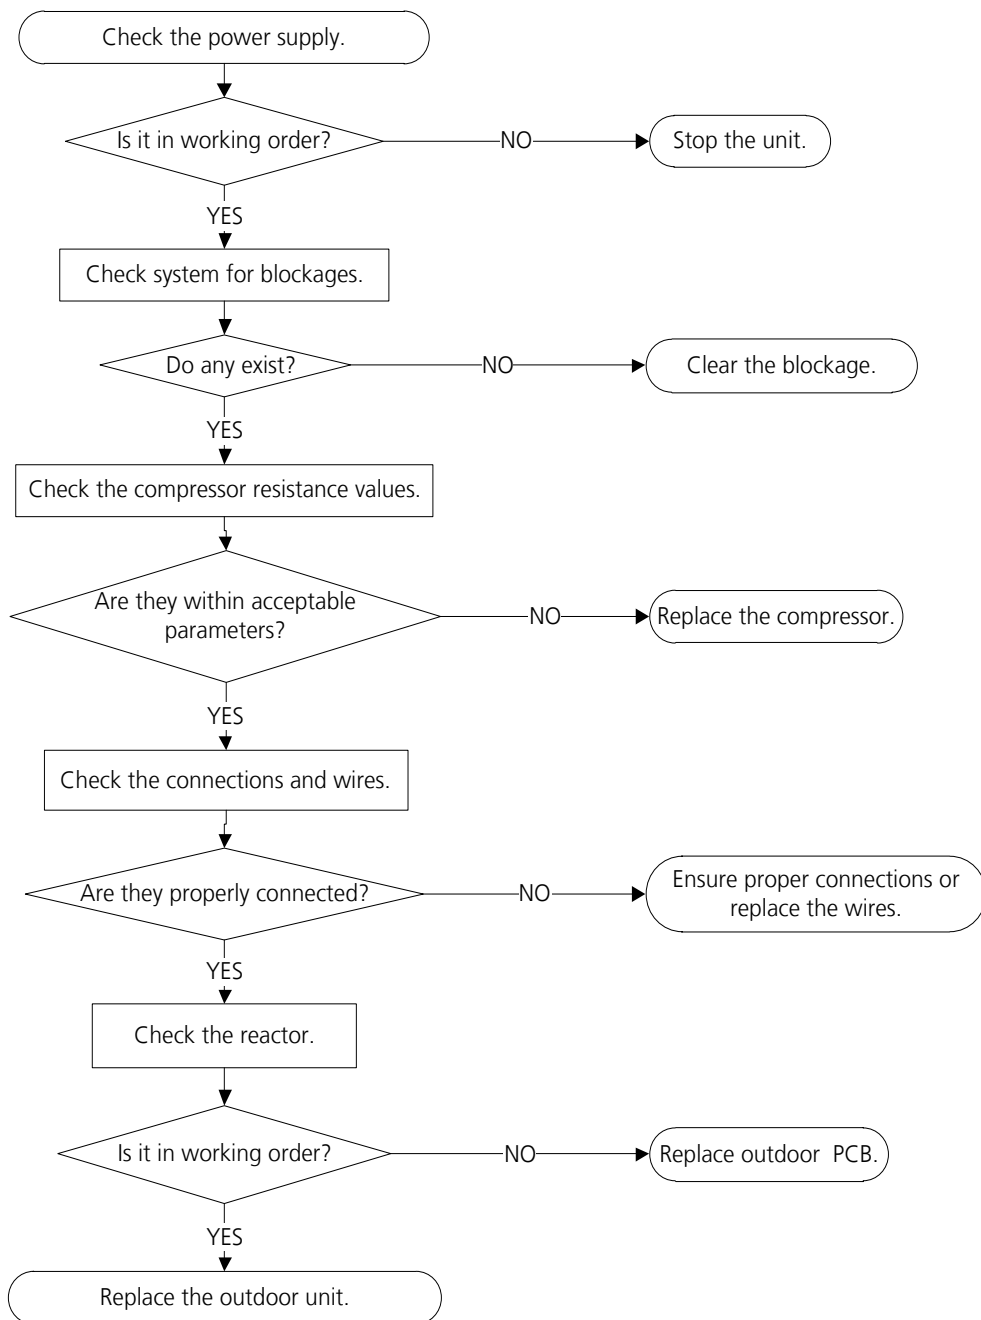 Check the power supply.
Is it in working order?
NO
Stop the unit.
YES
Check system for blockages.
Do any exist?
NO
Clear the blockage.
YES
Check the compressor resistance values.
Are they within acceptable
parameters?
NO
Replace the compressor.
YES
Check the connections and wires.
Are they properly connected?
NO
Ensure proper connections or
replace the wires.
YES
Check the reactor.
Is it in working order?
NO
Replace outdoor PCB.
YES
Replace the outdoor unit.